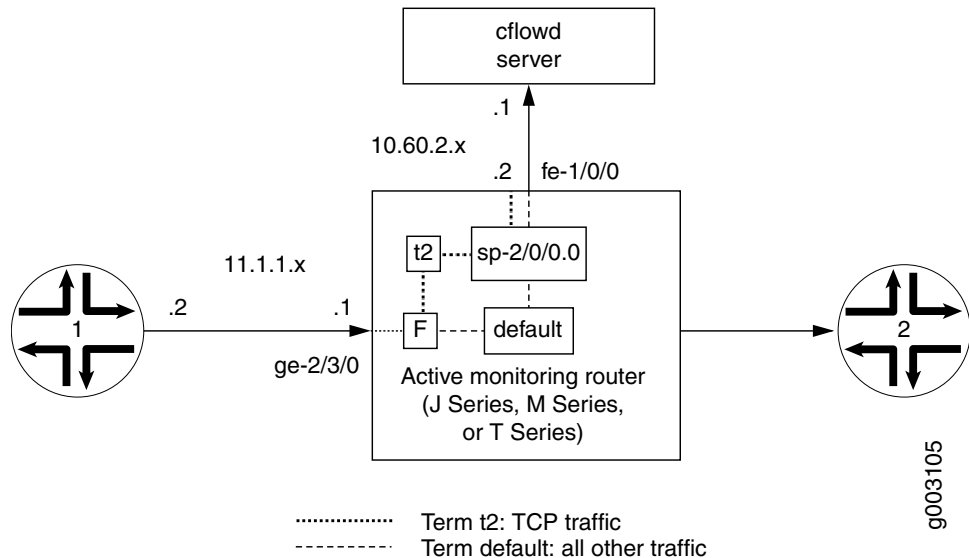 cflowd
server
.1
10.60.2.x
.2
fe-1/0/0
t2
sp-2/0/0.0
11.1.1.x
.2
.1
1
F
default
2
ge-2/3/0
Active monitoring router
(J Series, M Series,
or T Series)
g003105
Term t2: TCP traffic
Term default: all other traffic